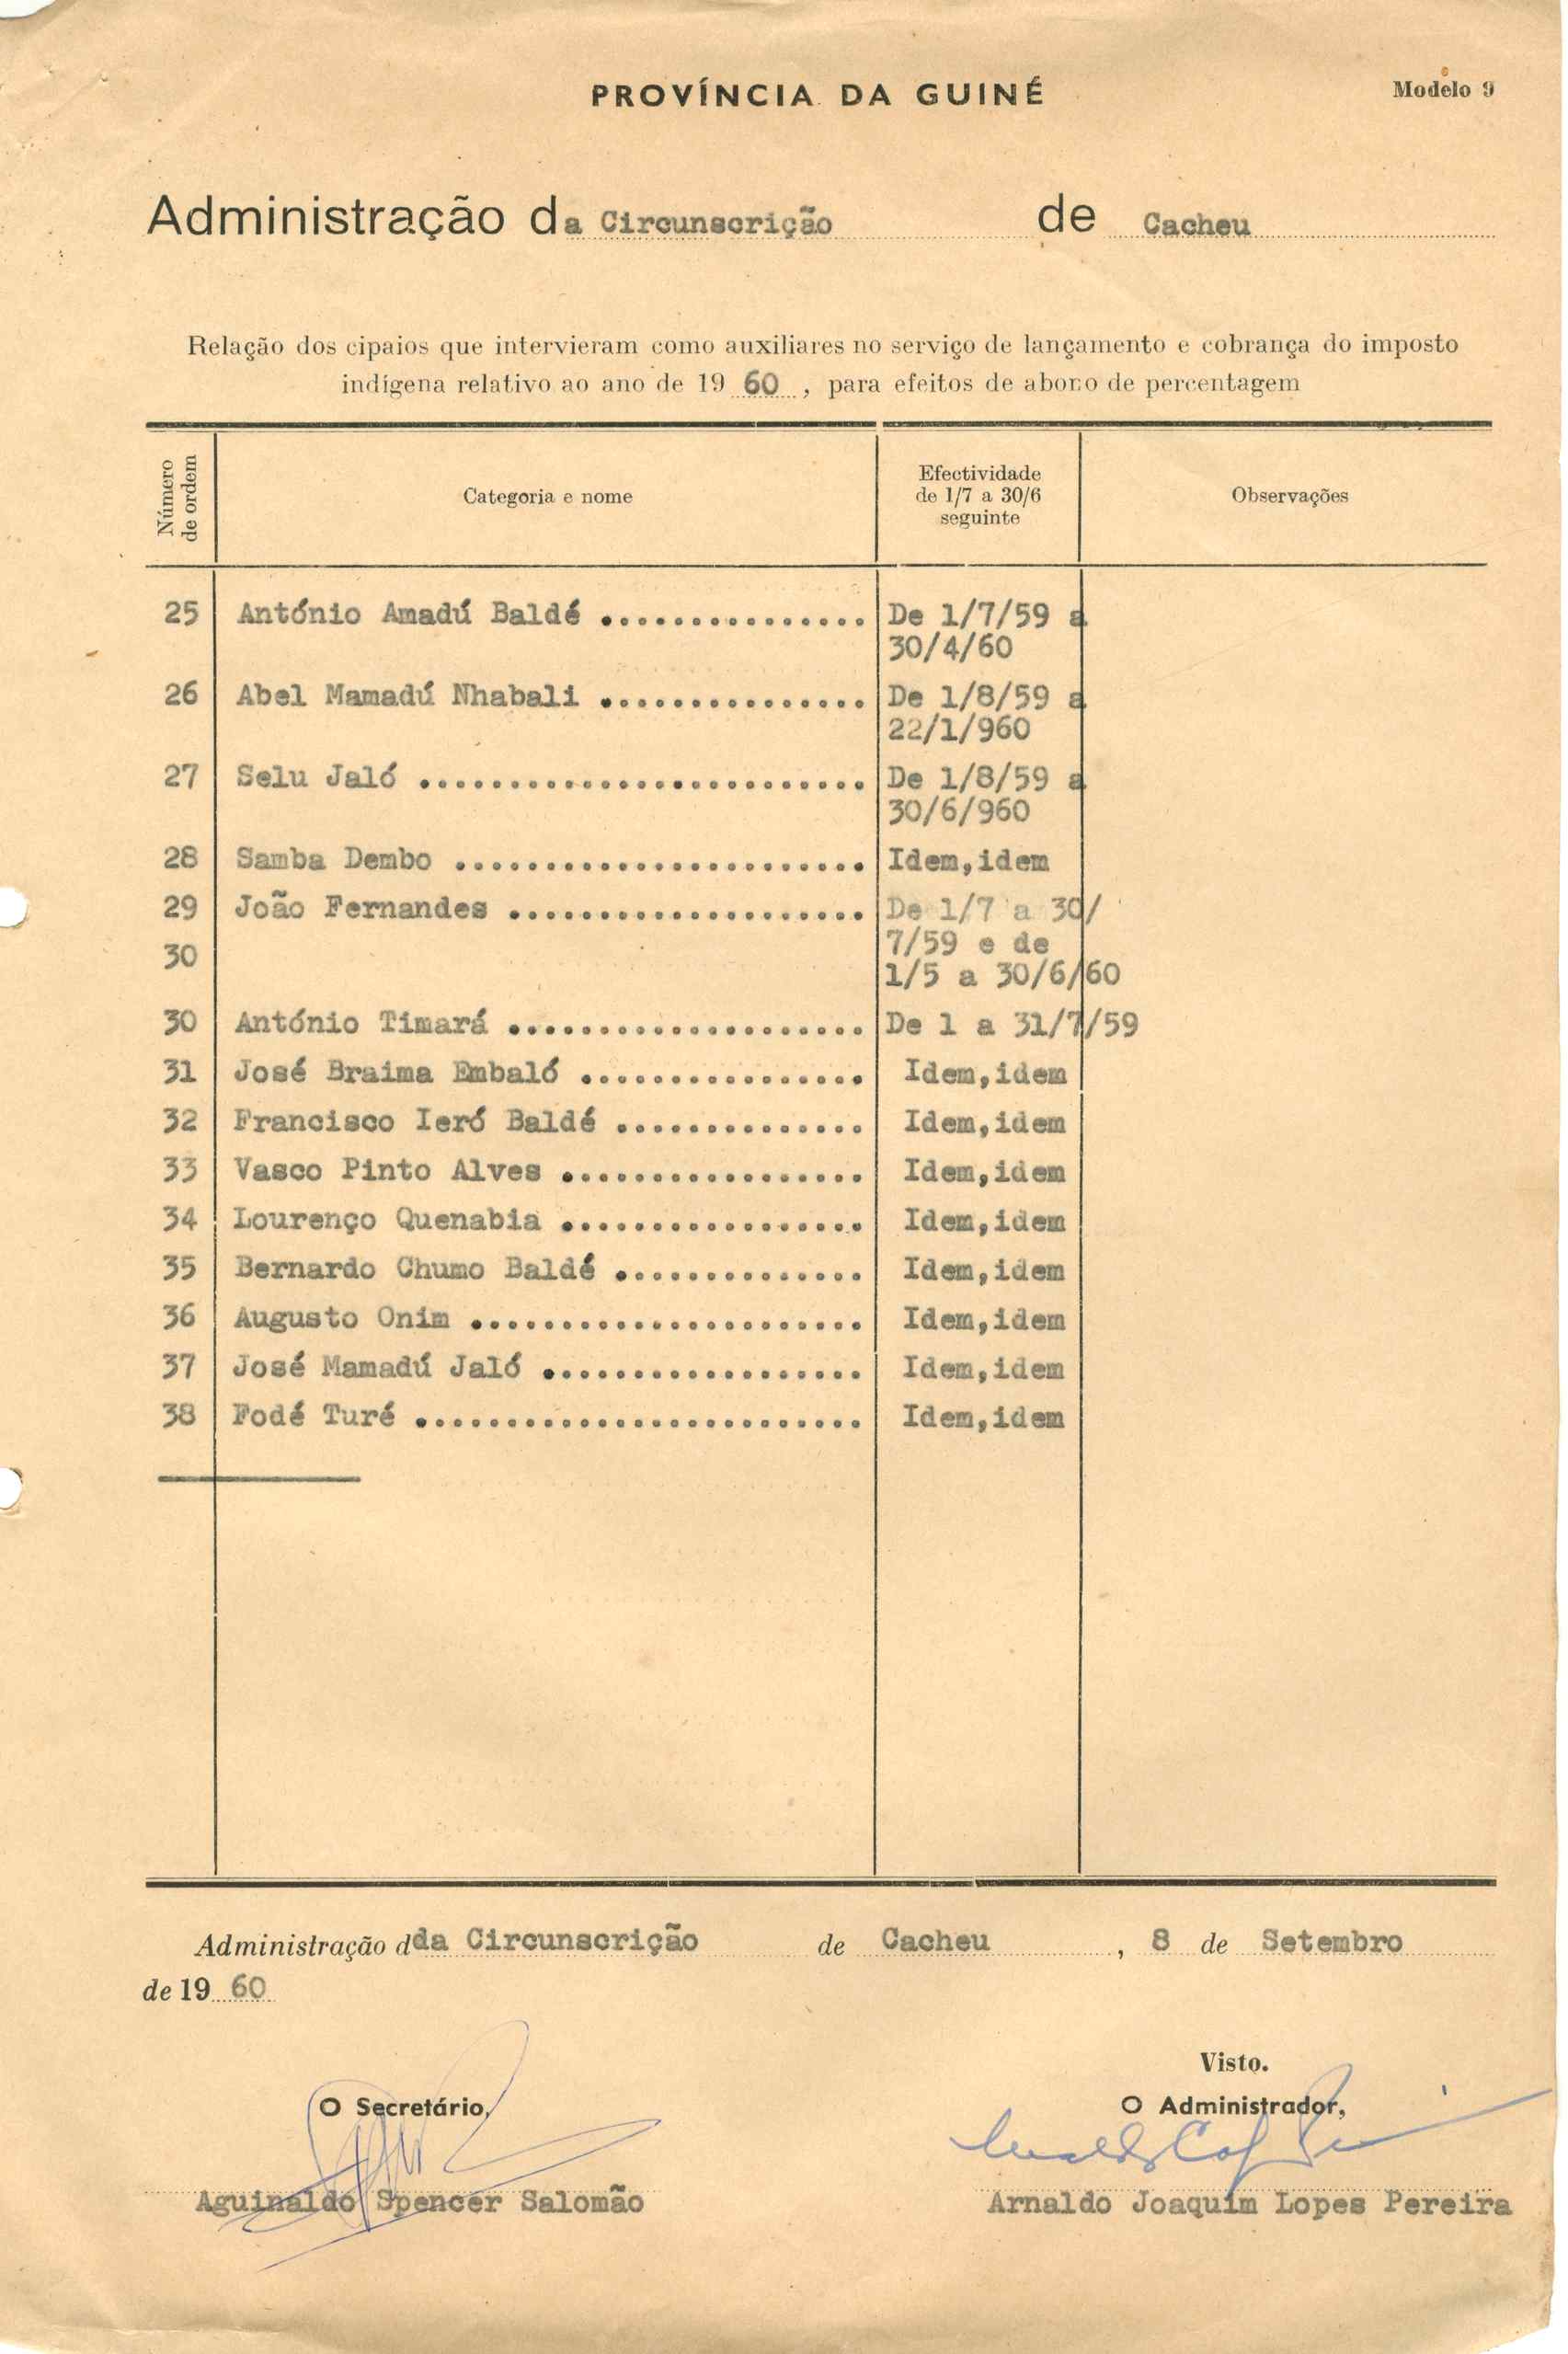 PROVÍNCIA DA GUINÉ
Modelo 9
Administração da Circunscrição de Cacheu
Relação dos cipaios que intervieram como auxiliares no serviço de lançamento e cobrança do imposto
indígena relativo ao ano de 19 60 , para efeitos de abono de percentagem
Número de ordem
Categoria e nome
Efectividade
de 1/7 a 30/6
seguinte
Observações
25 António Amadú Baldé ............... De 1/7/59 a
30/4/60
26 Abel Mamadú Nhabali ............... De 1/8/59 a
22/1/960
27 Selu Jaló ......................... De 1/8/59 a
30/6/960
28 Samba Dembo ....................... Idem,idem
29 João Fernandes .................... De 1/7 a 30/
7/59 e de
30
1/5 a 30/6/60
30 António Timará .................... De 1 a 31/7/59
31 José Braima Embaló ................ Idem,idem
32 Francisco Ieró Baldé .............. Idem,idem
33 Vasco Pinto Alves ................. Idem,idem
34 Lourenço Quenabia ................. Idem,idem
35 Bernardo Chumo Baldé .............. Idem,idem
36 Augusto Onim ...................... Idem,idem
37 José Mamadú Jaló .................. Idem,idem
38 Fodé Turé ......................... Idem,idem
Administração dda Circunscrição de Cacheu , 8 de Setembro
de 19 60
Visto.
O Secretário, O Administrador,
Aguinaldo Spencer Salomão Arnaldo Joaquim Lopes Pereira